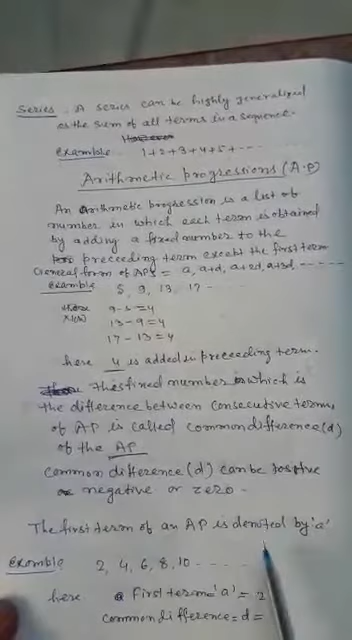 Series. A series can be highly generalized
as the sum of all terms in a sequence.
However
Example 1+2+3+4+5+ - - - -
Arithmetic progressions (A.P)
An Arithmetic progression is a list of
number in which each term is obtained
by adding a fixed number to the
preceeding term except the first term
General form of AP = a, a+d, a+2d, a+3d, - - - - -
Example 5, 9, 13, 17 - -
9-5=4
13-9=4
17-13=4
here 4 is added in preceeding term.
this fixed number which is
the difference between consecutive terms
of AP is called common difference (d)
of the AP
common difference (d) can be positive
negative or zero -
The first term of an AP is denoted by 'a'
Example 2, 4, 6, 8, 10 - - - - -
here First term 'a' = 2
common difference = d =